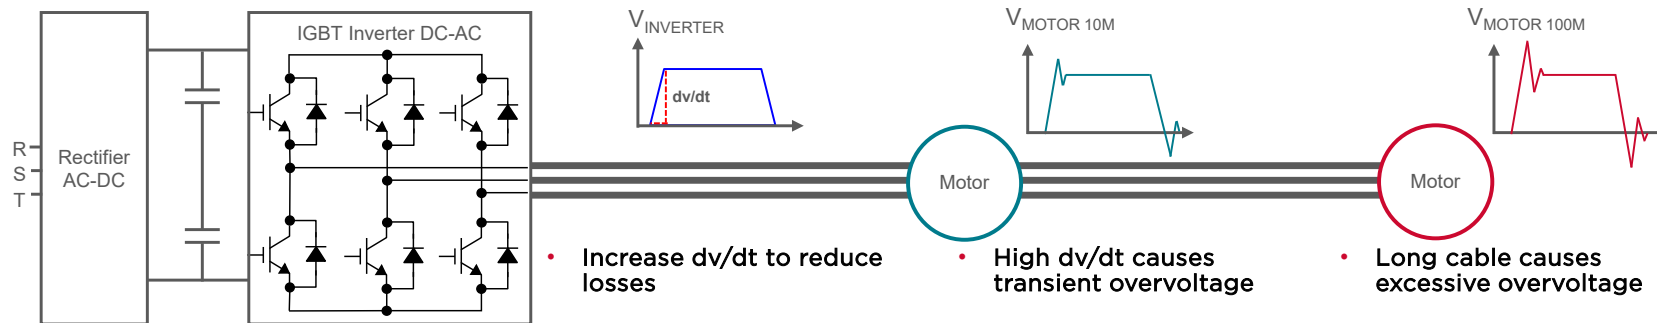 R
S
T
Rectifier
AC-DC
IGBT Inverter DC-AC
VINVERTER
dv/dt
• Increase dv/dt to reduce
losses
VMOTOR 10M
Motor
• High dv/dt causes
transient overvoltage
VMOTOR 100M
Motor
• Long cable causes
excessive overvoltage